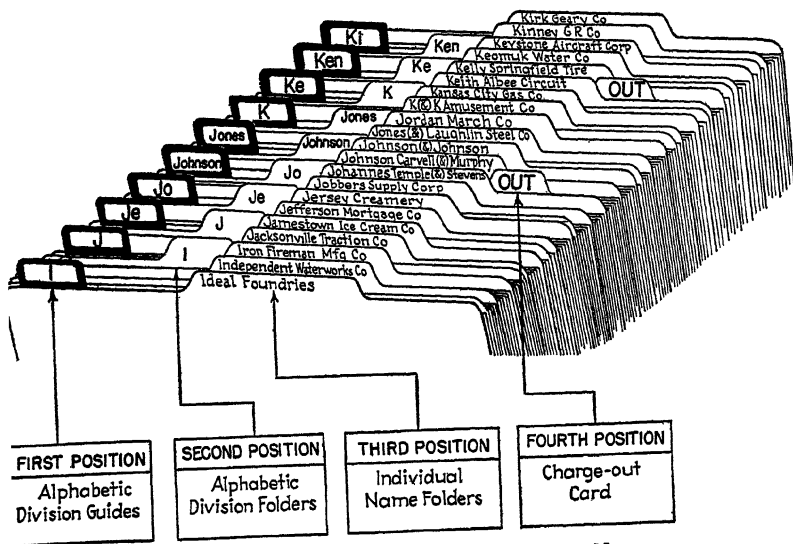 Kirk Geary Co
Kinney G R Co
Ki
Keystone Aircraft Corp
Ken
Keomuk Water Co
Ken
Kelly Springfield Tire
Ke
Keith Albee Circuit
OUT
Ke
Kansas City Gas. Co
K
K(&) K Amusement Co
K
Jordan March Co
Jones
Jones(&) Laughlin Steel Co
Jones
Johnson(&) Johnson
Johnson
Johnson Carvell(&) Murphy
Johnson
Johannes Temple(&) Stevens
OUT
Jo
Jobbers Supply Corp
Jo
Jersey Creamery
Je
Jefferson Mortgage Co
Je
Jamestown Ice Cream Co
J
Jacksonville Traction Co
J
Iron Fireman Mfg Co
I
Independent Waterworks Co
I
Ideal Foundries
FIRST POSITION
Alphabetic
Division Guides
SECOND POSITION
Alphabetic
Division Folders
THIRD POSITION
Individual
Name Folders
FOURTH POSITION
Charge-out
Card